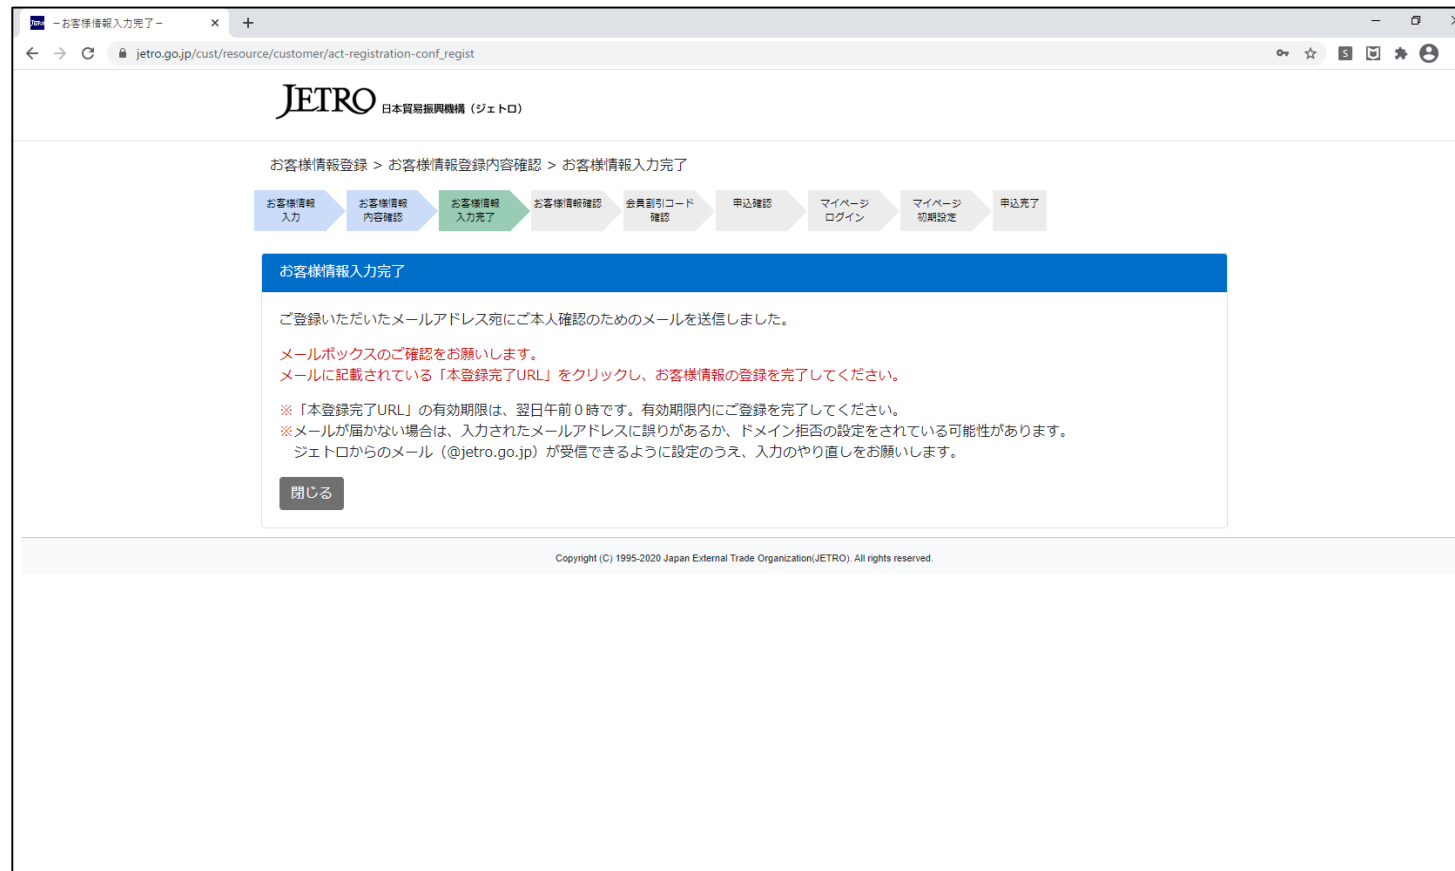 －お客様情報入力完了－
jetro.go.jp/cust/resource/customer/act-registration-conf_regist
JETRO 日本貿易振興機構（ジェトロ）
お客様情報登録 > お客様情報登録内容確認 > お客様情報入力完了
お客様情報
入力
お客様情報
内容確認
お客様情報
入力完了
お客様情報確認
会員割引コード
確認
申込確認
マイページ
ログイン
マイページ
初期設定
申込完了
お客様情報入力完了
ご登録いただいたメールアドレス宛にご本人確認のためのメールを送信しました。
メールボックスのご確認をお願いします。
メールに記載されている「本登録完了URL」をクリックし、お客様情報の登録を完了してください。
※「本登録完了URL」の有効期限は、翌日午前０時です。有効期限内にご登録を完了してください。
※メールが届かない場合は、入力されたメールアドレスに誤りがあるか、ドメイン拒否の設定をされている可能性があります。
ジェトロからのメール（@jetro.go.jp）が受信できるように設定のうえ、入力のやり直しをお願いします。
閉じる
Copyright (C) 1995-2020 Japan External Trade Organization(JETRO). All rights reserved.